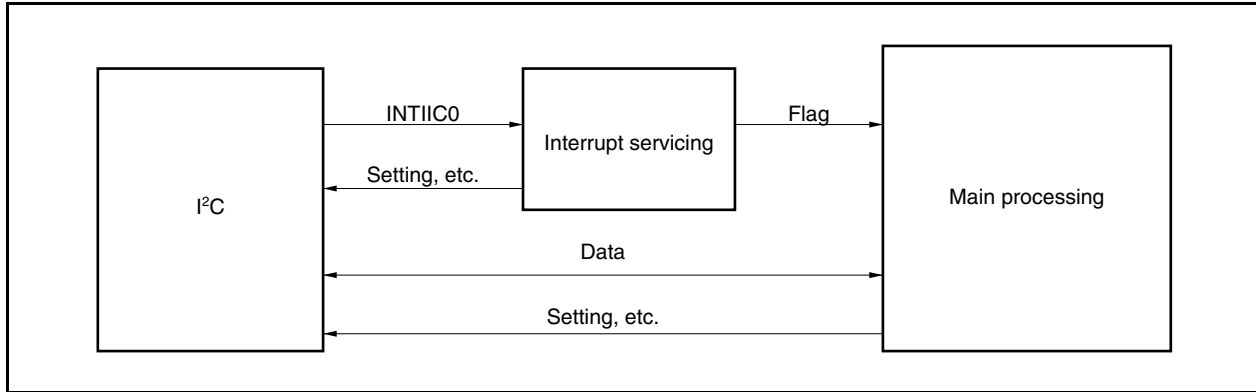 INTIIC0
Flag
Interrupt servicing
Setting, etc.
I²C
Main processing
Data
Setting, etc.